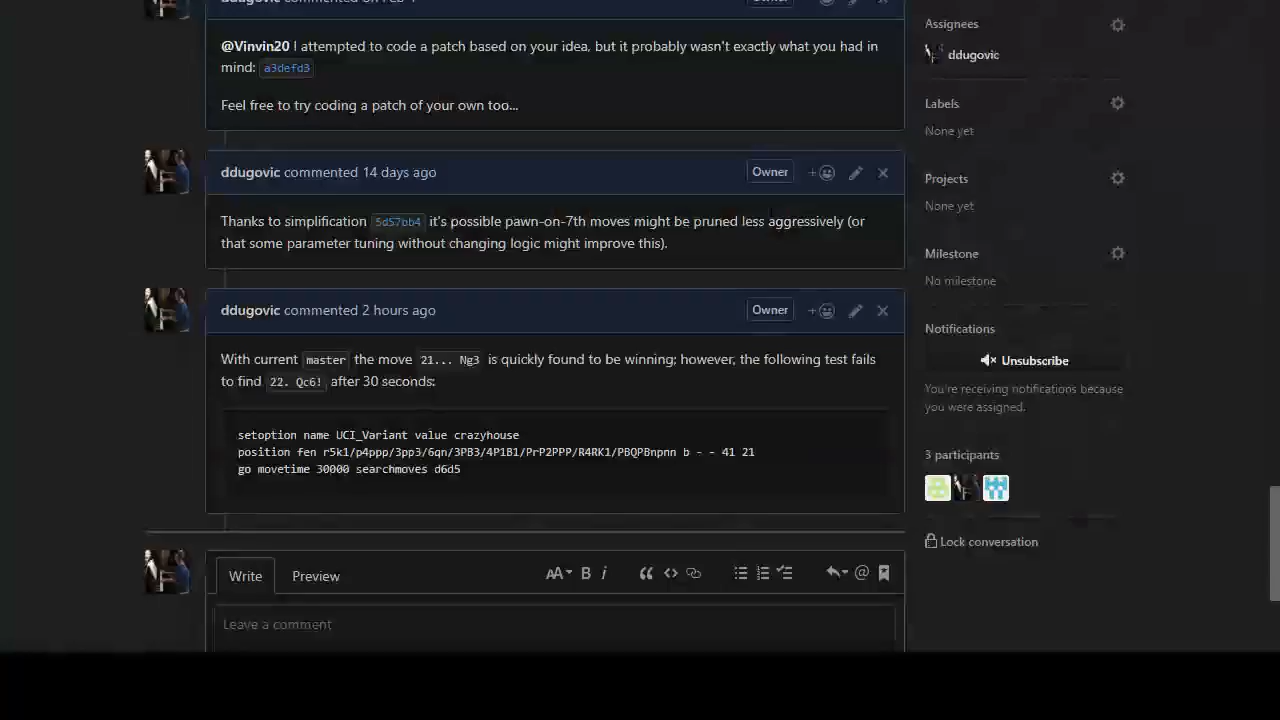 ddugovic commented on Feb
Owner
@Vinvin20 I attempted to code a patch based on your idea, but it probably wasn't exactly what you had in
mind: a3defd3
Feel free to try coding a patch of your own too...
ddugovic commented 14 days ago
Owner
Thanks to simplification 5d57bb4 it's possible pawn-on-7th moves might be pruned less aggressively (or
that some parameter tuning without changing logic might improve this).
ddugovic commented 2 hours ago
Owner
With current master the move 21... Ng3 is quickly found to be winning; however, the following test fails
to find 22. Qc6! after 30 seconds:
setoption name UCI_Variant value crazyhouse
position fen r5k1/p4ppp/3pp3/6qn/3PB3/4P1B1/PrP2PPP/R4RK1/PBQPBnpnn b - - 41 21
go movetime 30000 searchmoves d6d5
Write
Preview
AA
B
i
@
Leave a comment
Assignees
ddugovic
Labels
None yet
Projects
None yet
Milestone
No milestone
Notifications
Unsubscribe
You're receiving notifications because
you were assigned.
3 participants
Lock conversation